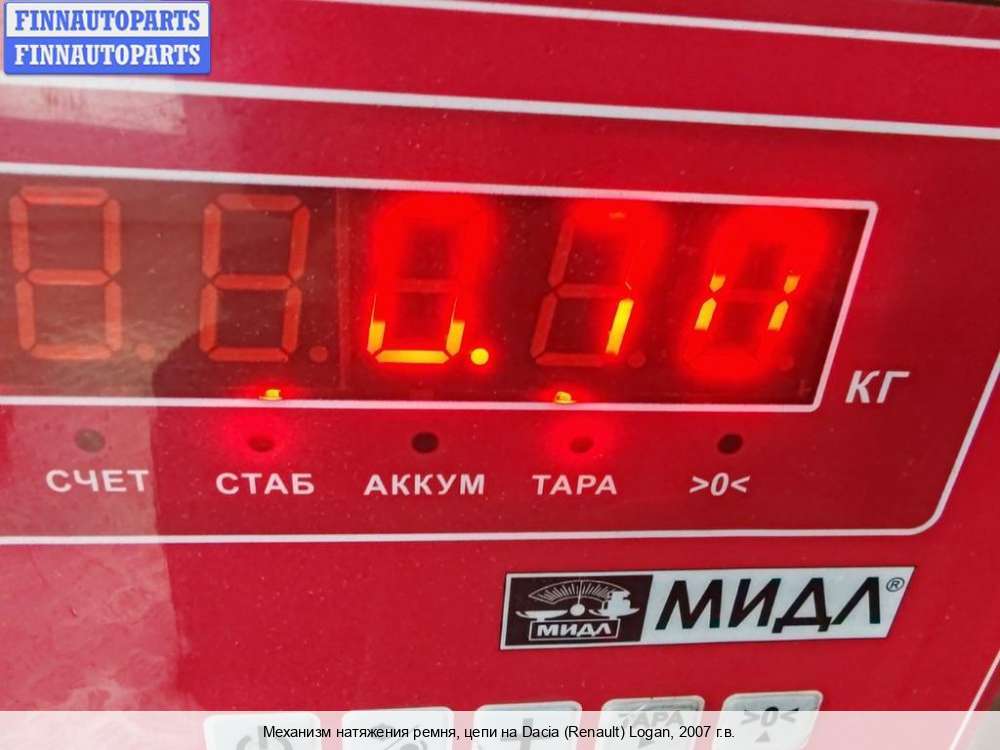 FINNAUTOPARTS
FINNAUTOPARTS
КГ
СЧЕТ СТАБ АККУМ ТАРА >0<
МИДЛ МИДЛ®
ТАРА >0<
Механизм натяжения ремня, цепи на Dacia (Renault) Logan, 2007 г.в.